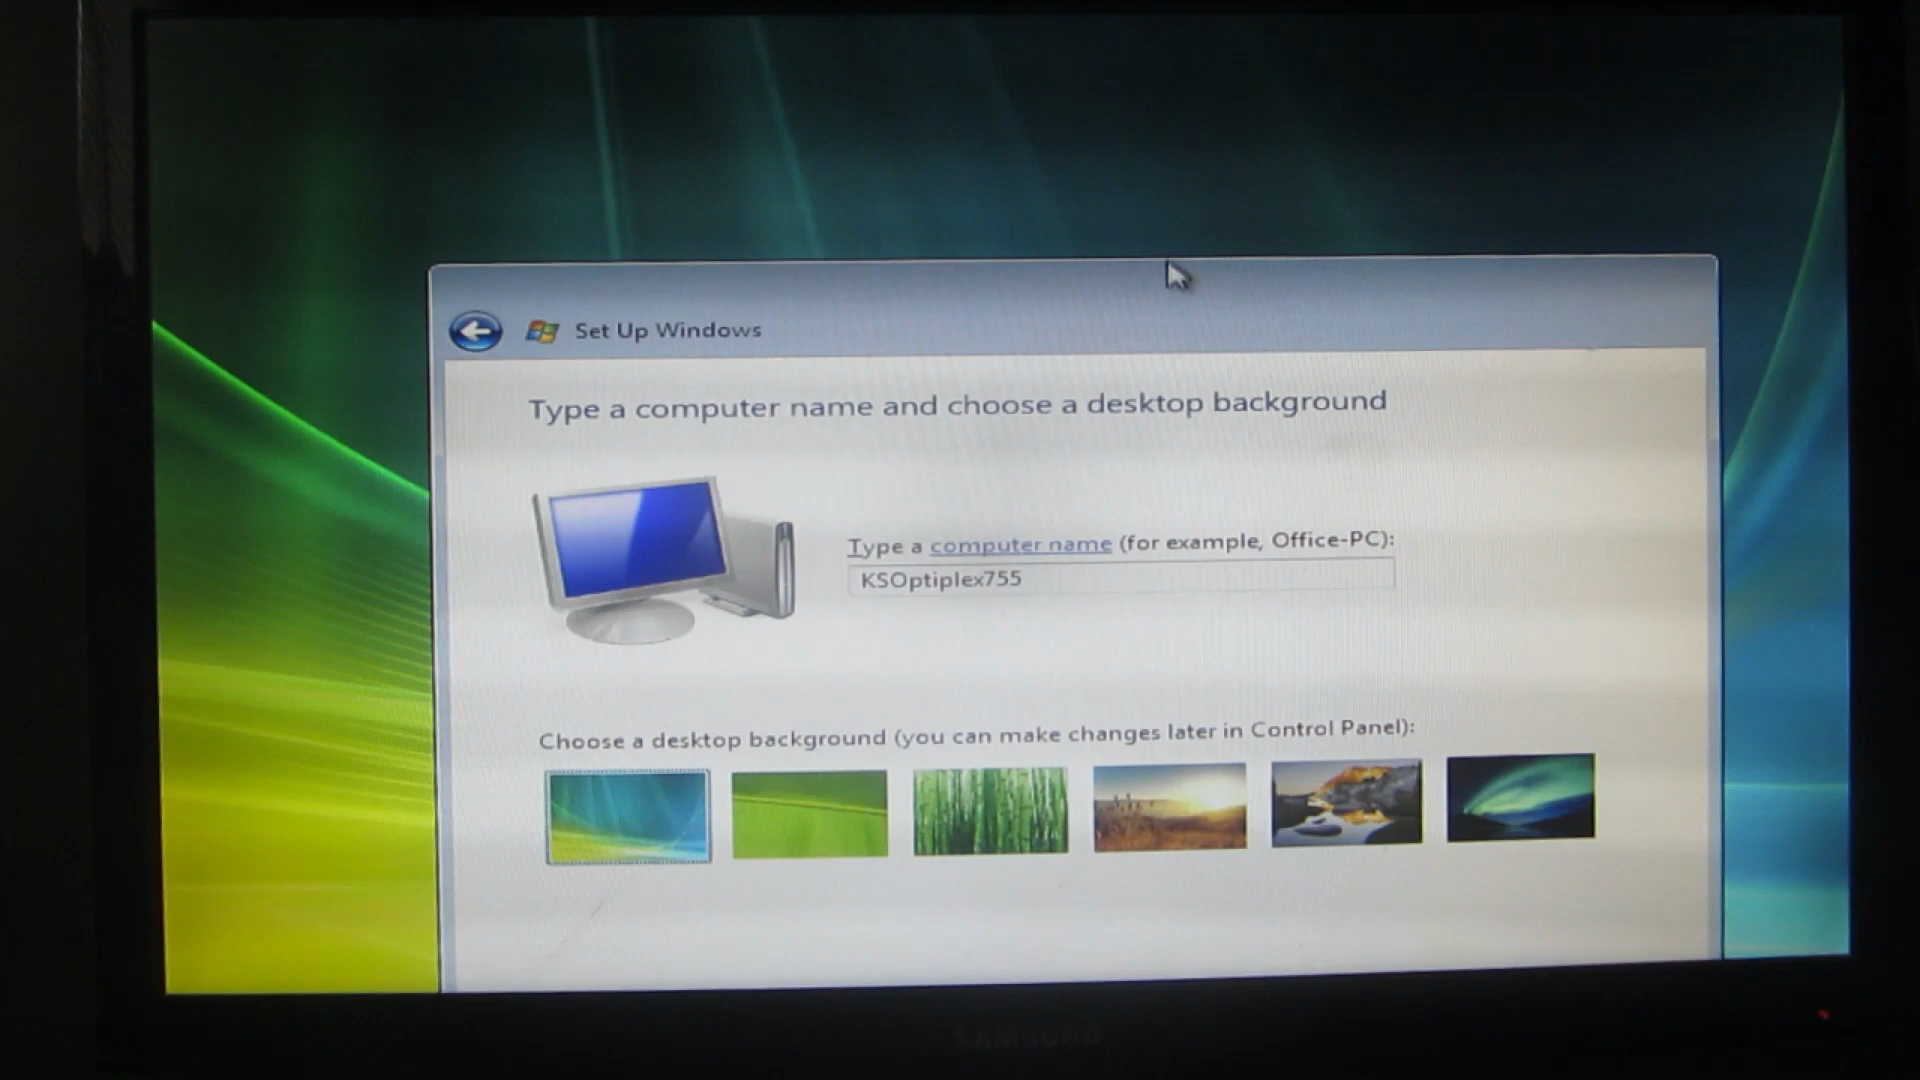 Set Up Windows
Type a computer name and choose a desktop background
Type a computer name (for example, Office-PC):
KSOptiplex755
Choose a desktop background (you can make changes later in Control Panel):
SAMSUNG